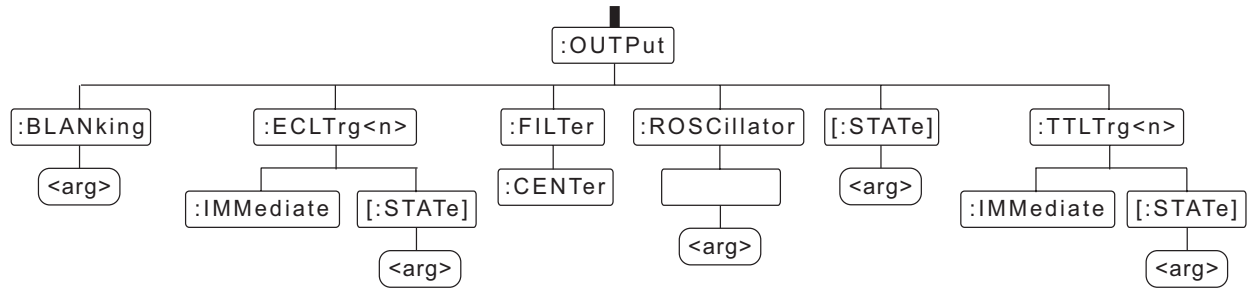 :OUTPut
:BLANking
:ECLTrg<n>
:FILTer
:ROSCillator
[:STATe]
:TTLTrg<n>
<arg>
:IMMediate
[:STATe]
<arg>
:CENTer
<arg>
<arg>
:IMMediate
[:STATe]
<arg>